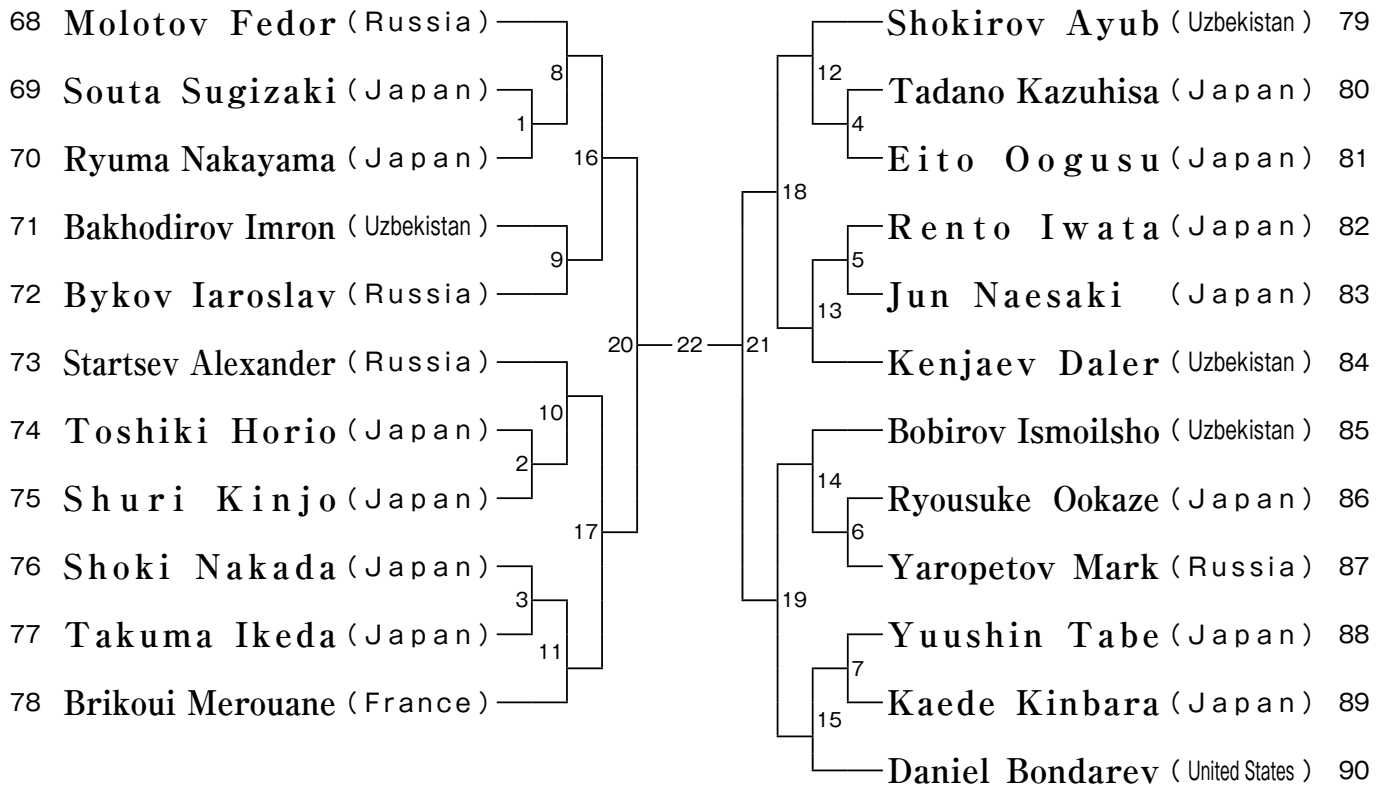 68 Molotov Fedor (Russia)
69 Souta Sugizaki (Japan)
70 Ryuma Nakayama (Japan)
71 Bakhodirov Imron (Uzbekistan)
72 Bykov Iaroslav (Russia)
73 Startsev Alexander (Russia)
74 Toshiki Horio (Japan)
75 Shuri Kinjo (Japan)
76 Shoki Nakada (Japan)
77 Takuma Ikeda (Japan)
78 Brikoui Merouane (France)
8
1
16
9
20
10
2
17
3
11
22
21
12
4
18
5
13
14
6
19
7
15
Shokirov Ayub (Uzbekistan) 79
Tadano Kazuhisa (Japan) 80
Eito Oogusu (Japan) 81
Rento Iwata (Japan) 82
Jun Naesaki (Japan) 83
Kenjaev Daler (Uzbekistan) 84
Bobirov Ismoilsho (Uzbekistan) 85
Ryousuke Ookaze (Japan) 86
Yaropetov Mark (Russia) 87
Yuushin Tabe (Japan) 88
Kaede Kinbara (Japan) 89
Daniel Bondarev (United States) 90